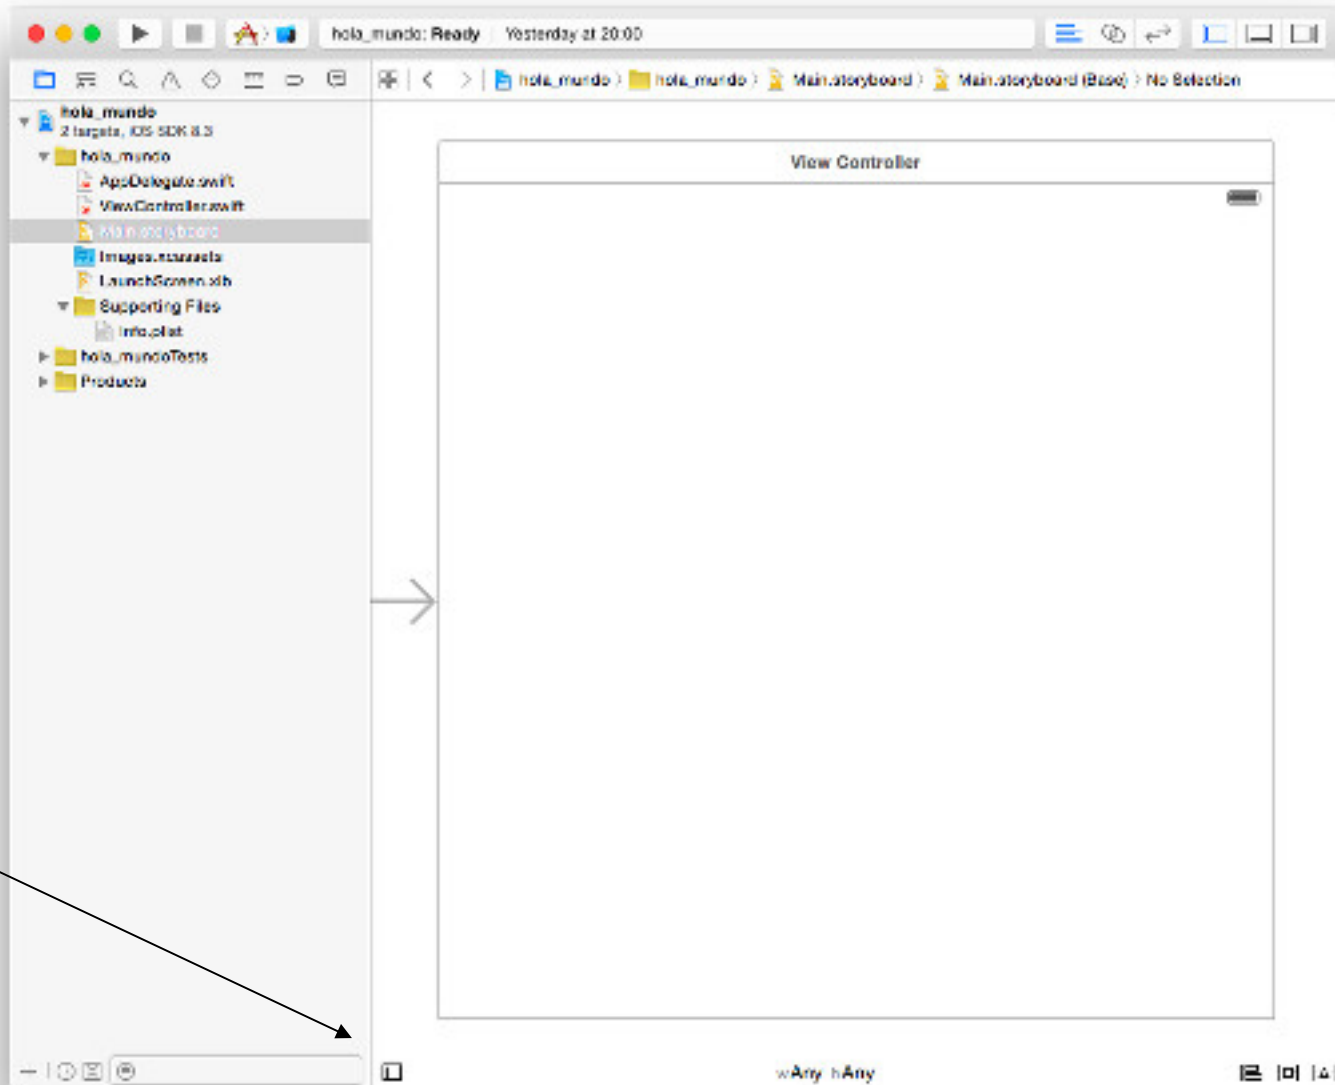 hola_mundo: Ready | Yesterday at 20:00
hola_mundo › hola_mundo › Main.storyboard › Main.storyboard (Base) › No Selection
hola_mundo
2 targets, iOS SDK 8.3
hola_mundo
AppDelegate.swift
ViewController.swift
Main.storyboard
Images.xcassets
LaunchScreen.xib
Supporting Files
Info.plist
hola_mundoTests
Products
View Controller
wAny hAny